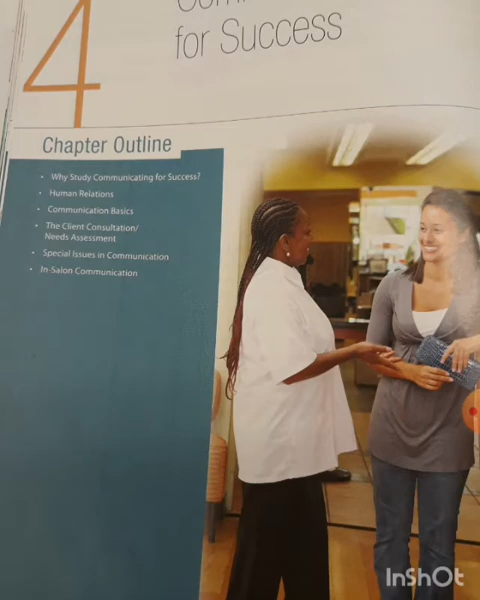 4
for Success
Chapter Outline
• Why Study Communicating for Success?
• Human Relations
• Communication Basics
• The Client Consultation/
Needs Assessment
• Special Issues in Communication
• In-Salon Communication
InShOt